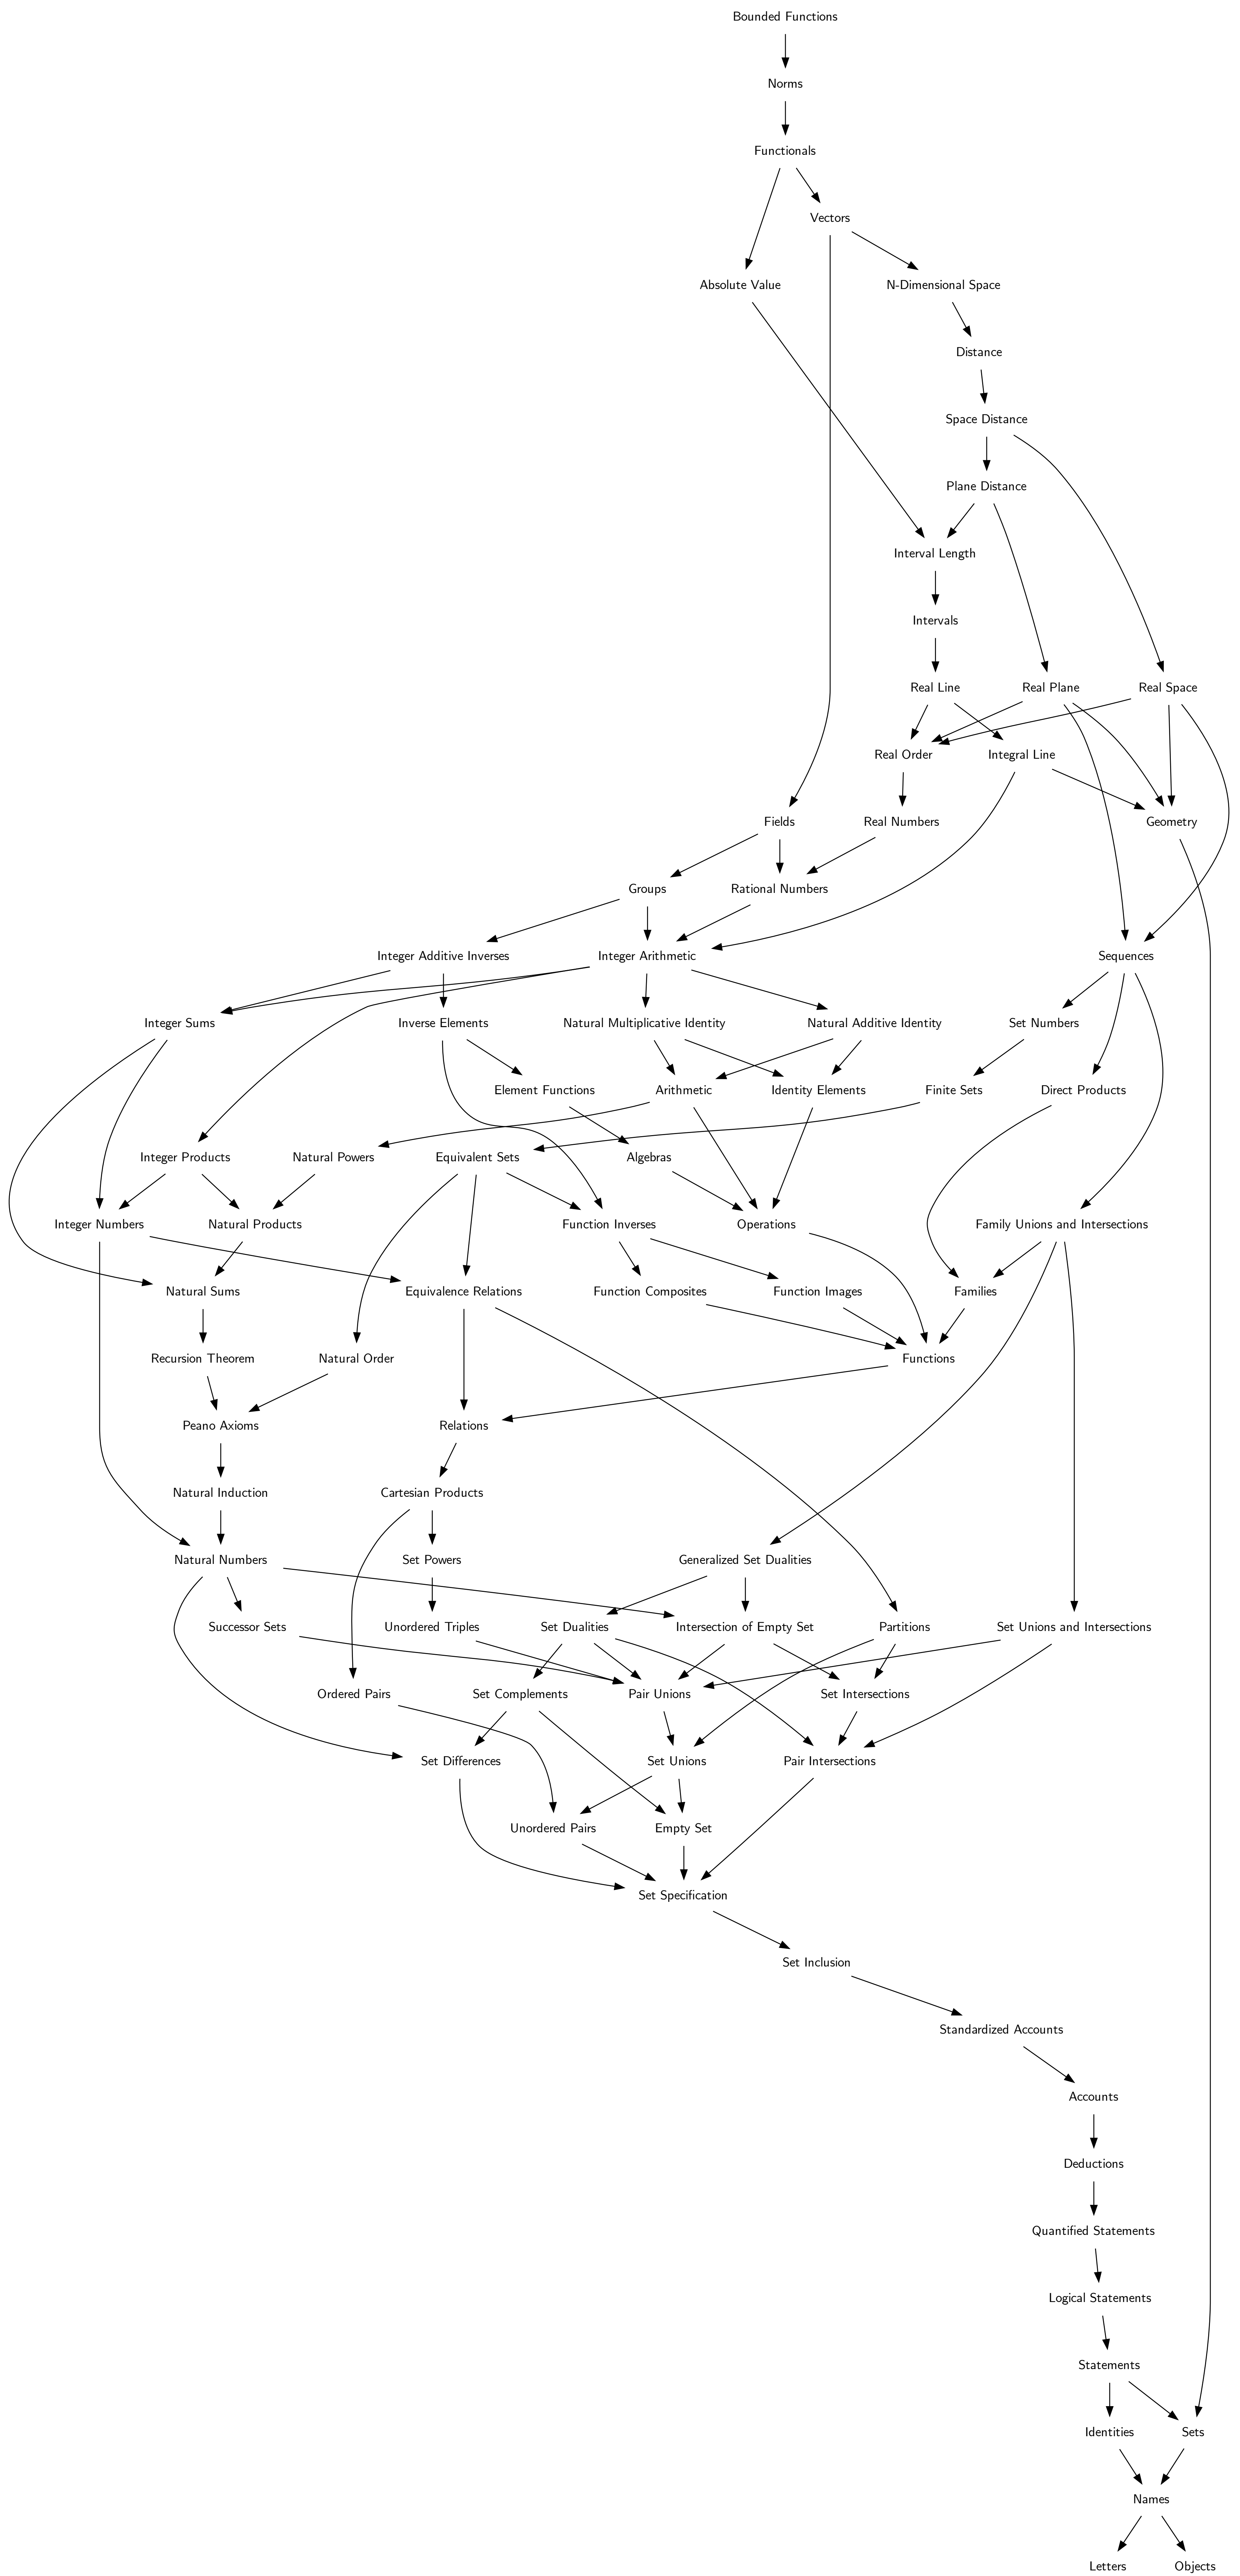 Bounded Functions
Norms
Functionals
Vectors
Absolute Value
N-Dimensional Space
Distance
Space Distance
Plane Distance
Interval Length
Intervals
Real Line
Real Plane
Real Space
Real Order
Integral Line
Fields
Real Numbers
Geometry
Groups
Rational Numbers
Integer Additive Inverses
Integer Arithmetic
Sequences
Integer Sums
Inverse Elements
Natural Multiplicative Identity
Natural Additive Identity
Set Numbers
Element Functions
Arithmetic
Identity Elements
Finite Sets
Direct Products
Integer Products
Natural Powers
Equivalent Sets
Algebras
Integer Numbers
Natural Products
Function Inverses
Operations
Family Unions and Intersections
Natural Sums
Equivalence Relations
Function Composites
Function Images
Families
Recursion Theorem
Natural Order
Functions
Peano Axioms
Relations
Natural Induction
Cartesian Products
Natural Numbers
Set Powers
Generalized Set Dualities
Successor Sets
Unordered Triples
Set Dualities
Intersection of Empty Set
Partitions
Set Unions and Intersections
Ordered Pairs
Set Complements
Pair Unions
Set Intersections
Set Differences
Set Unions
Pair Intersections
Unordered Pairs
Empty Set
Set Specification
Set Inclusion
Standardized Accounts
Accounts
Deductions
Quantified Statements
Logical Statements
Statements
Identities
Sets
Names
Letters
Objects